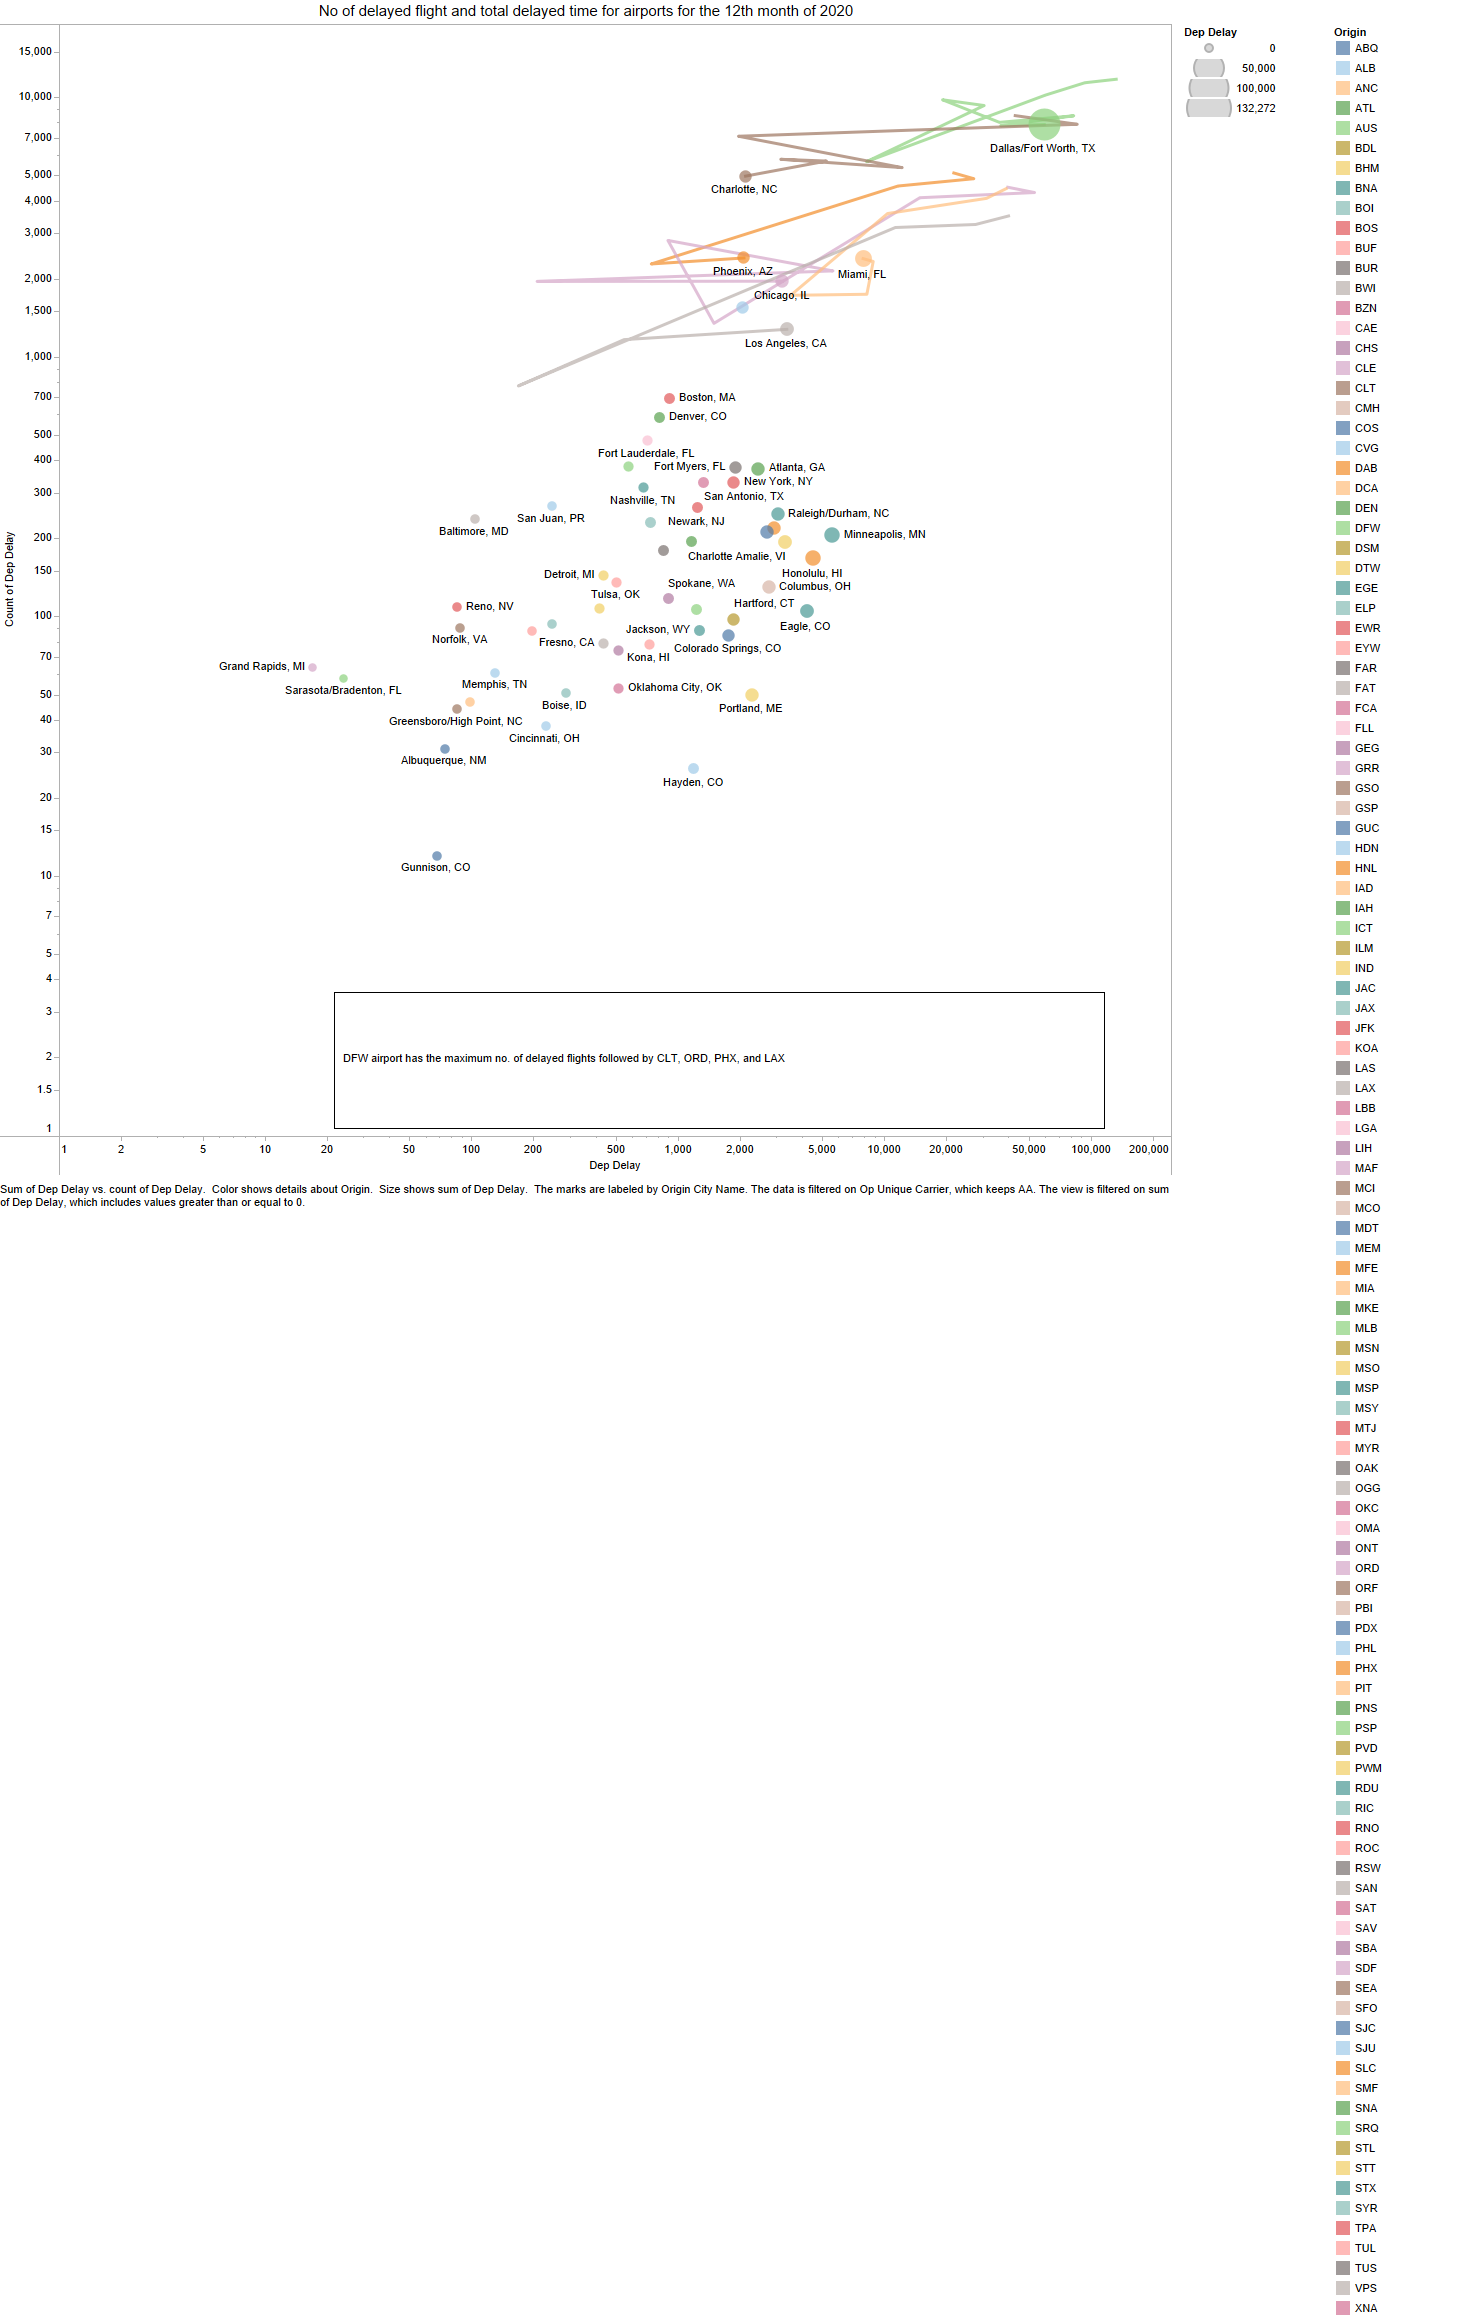 No of delayed flight and total delayed time for airports for the 12th month of 2020
Dep Delay
0
50,000
100,000
132,272
Origin
ABQ
ALB
ANC
ATL
AUS
BDL
BHM
BNA
BOI
BOS
BUF
BUR
BWI
BZN
CAE
CHS
CLE
CLT
CMH
COS
CVG
DAB
DCA
DEN
DFW
DSM
DTW
EGE
ELP
EWR
EYW
FAR
FAT
FCA
FLL
GEG
GRR
GSO
GSP
GUC
HDN
HNL
IAD
IAH
ICT
ILM
IND
JAC
JAX
JFK
KOA
LAS
LAX
LBB
LGA
LIH
MAF
MCI
MCO
MDT
MEM
MFE
MIA
MKE
MLB
MSN
MSO
MSP
MSY
MTJ
MYR
OAK
OGG
OKC
OMA
ONT
ORD
ORF
PBI
PDX
PHL
PHX
PIT
PNS
PSP
PVD
PWM
RDU
RIC
RNO
ROC
RSW
SAN
SAT
SAV
SBA
SDF
SEA
SFO
SJC
SJU
SLC
SMF
SNA
SRQ
STL
STT
STX
SYR
TPA
TUL
TUS
VPS
XNA
Count of Dep Delay
15,000
10,000
7,000
5,000
4,000
3,000
2,000
1,500
1,000
700
500
400
300
200
150
100
70
50
40
30
20
15
10
7
5
4
3
2
1.5
1
Dallas/Fort Worth, TX
Charlotte, NC
Phoenix, AZ
Miami, FL
Chicago, IL
Los Angeles, CA
Boston, MA
Denver, CO
Fort Lauderdale, FL
Fort Myers, FL
Atlanta, GA
New York, NY
Nashville, TN
San Antonio, TX
San Juan, PR
Newark, NJ
Raleigh/Durham, NC
Baltimore, MD
Minneapolis, MN
Charlotte Amalie, VI
Detroit, MI
Honolulu, HI
Spokane, WA
Columbus, OH
Tulsa, OK
Reno, NV
Hartford, CT
Norfolk, VA
Fresno, CA
Jackson, WY
Eagle, CO
Kona, HI
Colorado Springs, CO
Grand Rapids, MI
Sarasota/Bradenton, FL
Memphis, TN
Oklahoma City, OK
Boise, ID
Portland, ME
Greensboro/High Point, NC
Cincinnati, OH
Albuquerque, NM
Hayden, CO
Gunnison, CO
DFW airport has the maximum no. of delayed flights followed by CLT, ORD, PHX, and LAX
1
2
5
10
20
50
100
200
500
1,000
2,000
5,000
10,000
20,000
50,000
100,000
200,000
Dep Delay
Sum of Dep Delay vs. count of Dep Delay.  Color shows details about Origin.  Size shows sum of Dep Delay.  The marks are labeled by Origin City Name. The data is filtered on Op Unique Carrier, which keeps AA. The view is filtered on sum
of Dep Delay, which includes values greater than or equal to 0.